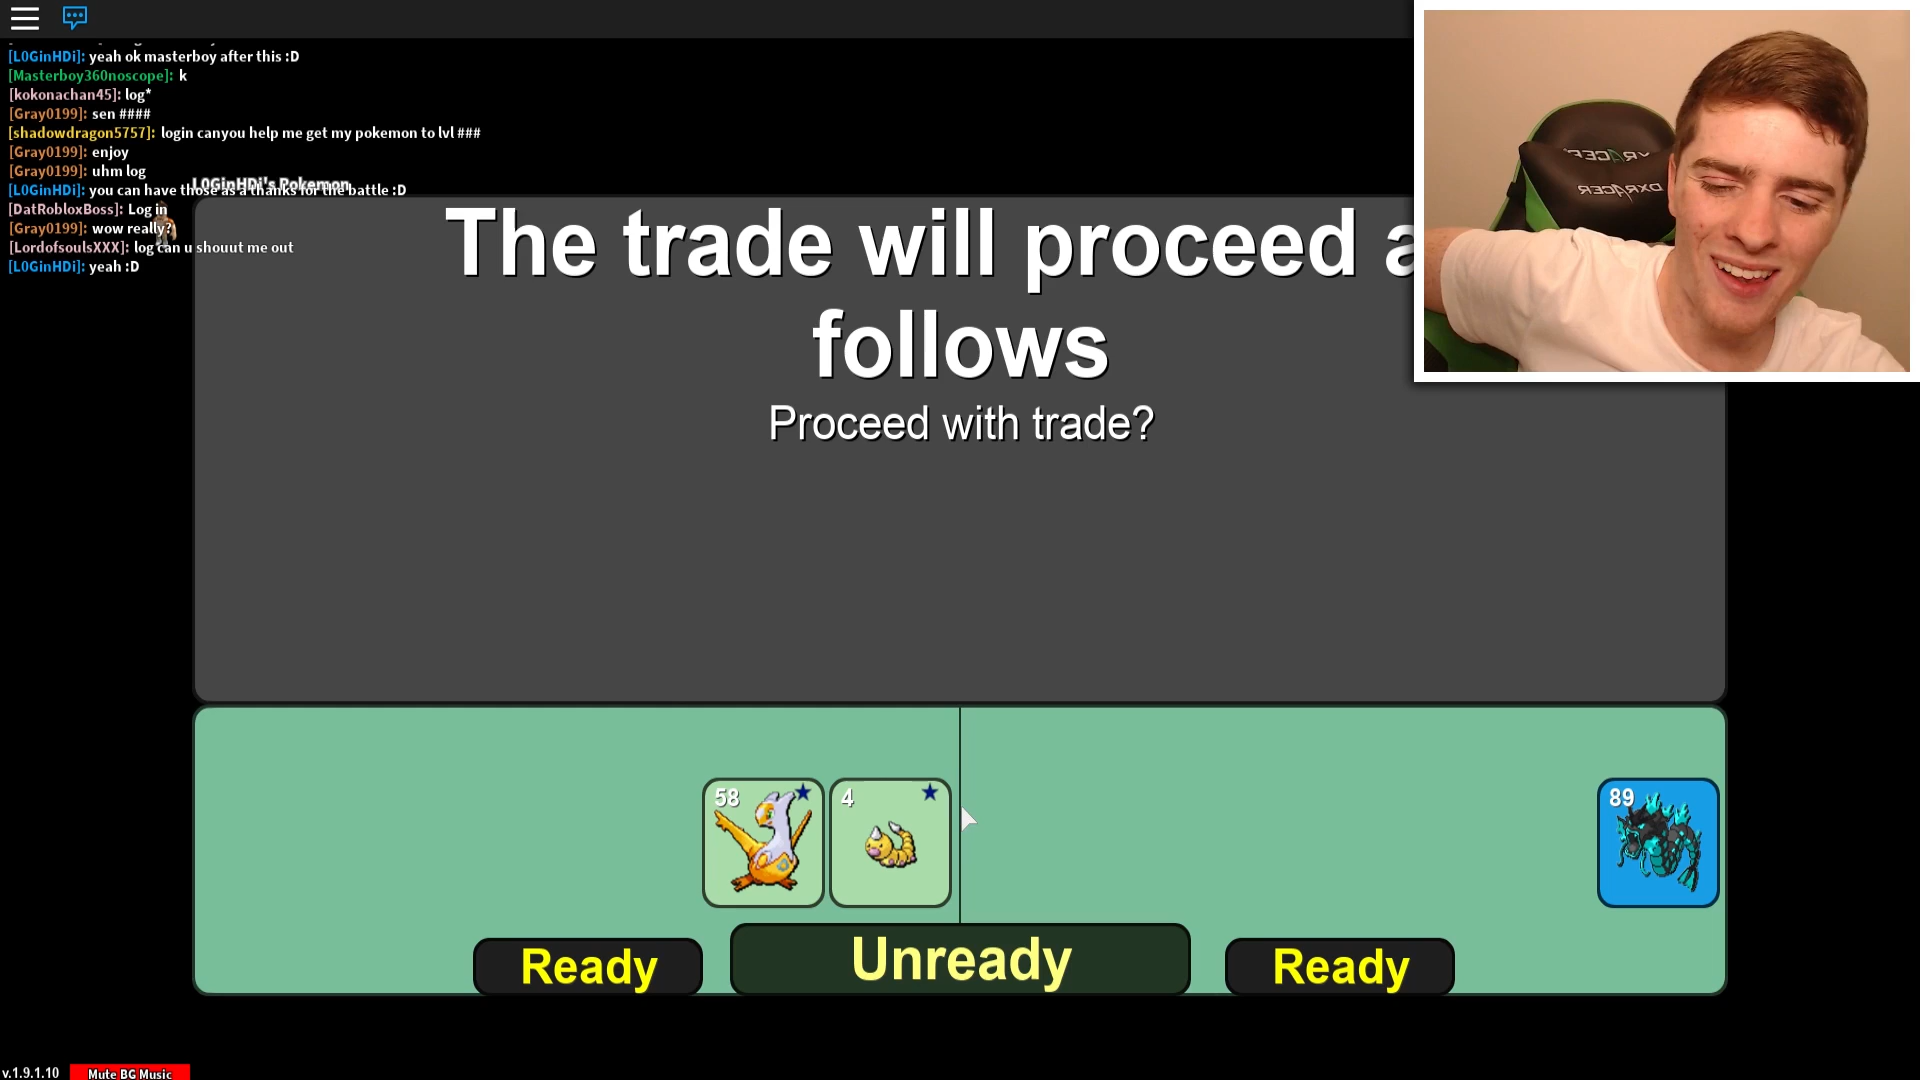 [L0GinHDi]: yeah ok masterboy after this :D
[Masterboy360noscope]: k
[kokonachan45]: log*
[Gray0199]: sen ####
[shadowdragon5757]: login canyou help me get my pokemon to lvl ###
[Gray0199]: enjoy
[Gray0199]: uhm log
L0GinHDi's Pokemon
[L0GinHDi]: you can have those as a thanks for the battle :D
[DatRobloxBoss]: Log in
[Gray0199]: wow really?
[LordofsoulsXXX]: log can u shouut me out
[L0GinHDi]: yeah :D
The trade will proceed a
follows
Proceed with trade?
58
4
89
Ready
Unready
Ready
v.1.9.1.10
Mute BG Music
DXRACER